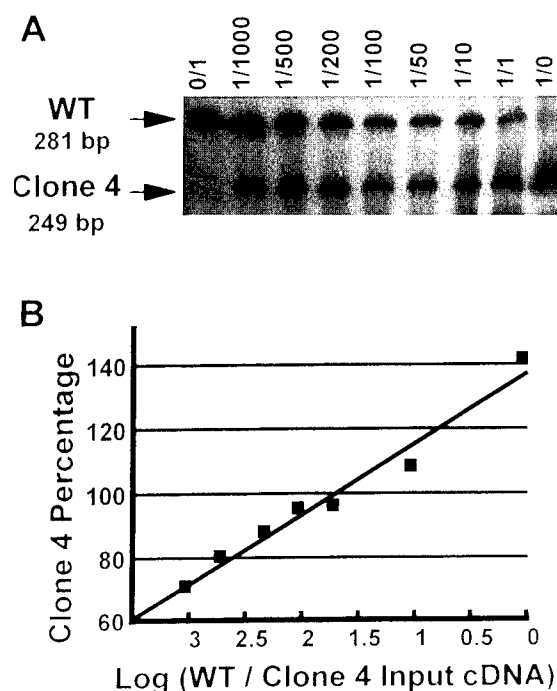 A
0/1 1/1000 1/500 1/200 1/100 1/50 1/10 1/1 1/0
WT
281 bp
Clone 4
249 bp
B
Clone 4 Percentage
140
120
100
80
60
3 2.5 2 1.5 1 0.5 0
Log (WT / Clone 4 Input cDNA)